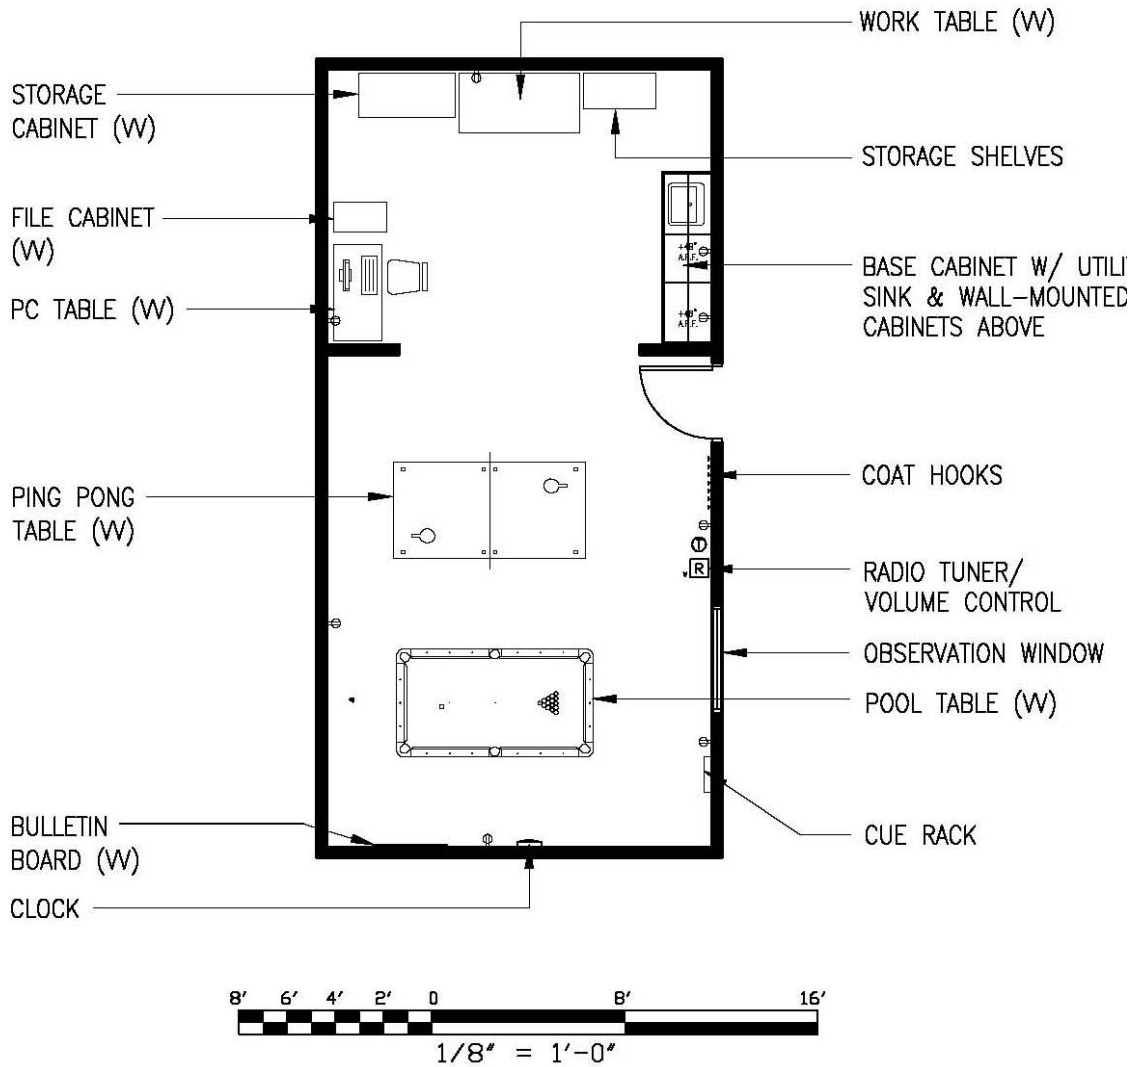 WORK TABLE (W)
STORAGE
CABINET (W)
STORAGE SHELVES
FILE CABINET
(W)
+48"
A.F.F.
BASE CABINET W/ UTILI
SINK & WALL-MOUNTED
CABINETS ABOVE
PC TABLE (W)
+48"
A.F.F.
COAT HOOKS
PING PONG
TABLE (W)
T
R
RADIO TUNER/
VOLUME CONTROL
OBSERVATION WINDOW
POOL TABLE (W)
BULLETIN
BOARD (W)
CUE RACK
CLOCK
8' 6' 4' 2' 0 8' 16'
1/8" = 1'-0"